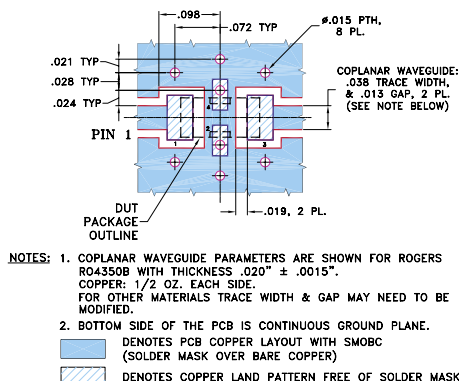 .098
.072 TYP
ø.015 PTH,
8 PL.
.021 TYP
.028 TYP
.024 TYP
COPLANAR WAVEGUIDE:
.038 TRACE WIDTH,
& .013 GAP, 2 PL.
(SEE NOTE BELOW)
PIN 1
4
2
1
3
.019, 2 PL.
DUT
PACKAGE
OUTLINE
NOTES: 1. COPLANAR WAVEGUIDE PARAMETERS ARE SHOWN FOR ROGERS
RO4350B WITH THICKNESS .020" ± .0015".
COPPER: 1/2 OZ. EACH SIDE.
FOR OTHER MATERIALS TRACE WIDTH & GAP MAY NEED TO BE
MODIFIED.
2. BOTTOM SIDE OF THE PCB IS CONTINUOUS GROUND PLANE.
DENOTES PCB COPPER LAYOUT WITH SMOBC
(SOLDER MASK OVER BARE COPPER)
DENOTES COPPER LAND PATTERN FREE OF SOLDER MASK